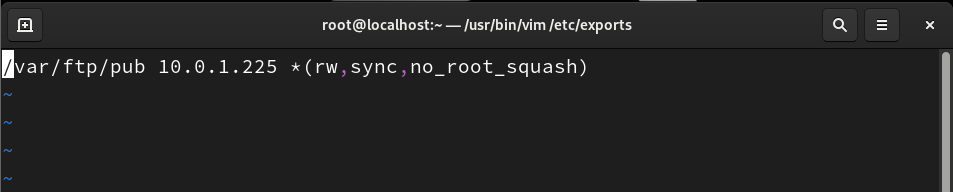 root@localhost:~ — /usr/bin/vim /etc/exports
/var/ftp/pub 10.0.1.225 *(rw,sync,no_root_squash)
~
~
~
~